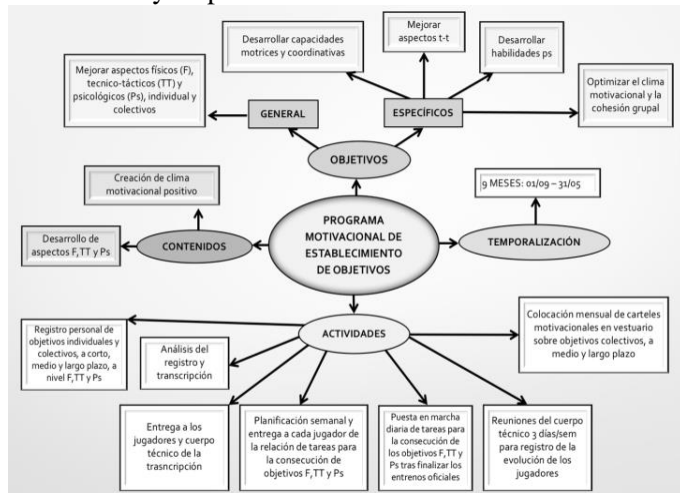 Mejorar
aspectos t-t
Desarrollar capacidades
motrices y coordinativas
Desarrollar
habilidades ps
Mejorar aspectos físicos (F),
tecnico-tácticos (TT) y
psicológicos (Ps), individual y
colectivos
Optimizar el clima
motivacional y la
cohesión grupal
GENERAL
ESPECÍFICOS
OBJETIVOS
Creación de clima
motivacional positivo
9 MESES: 01/09 – 31/05
PROGRAMA
MOTIVACIONAL DE
ESTABLECIMIENTO
DE OBJETIVOS
Desarrollo de
aspectos F,TT y Ps
CONTENIDOS
TEMPORALIZACIÓN
ACTIVIDADES
Registro personal de
objetivos individuales y
colectivos, a corto,
medio y largo plazo, a
nivel F,TT y Ps
Análisis del
registro y
transcripción
Colocación mensual de carteles
motivacionales en vestuario
sobre objetivos colectivos, a
medio y largo plazo
Entrega a los
jugadores y cuerpo
técnico de la
trascripción
Planificación semanal y
entrega a cada jugador de
la relación de tareas para
la consecución de
objetivos F,TT y Ps
Puesta en marcha
diaria de tareas para
la consecución de
los objetivos F,TT y
Ps tras finalizar los
entrenos oficiales
Reuniones del cuerpo
técnico 3 días/sem
para registro de la
evolución de los
jugadores